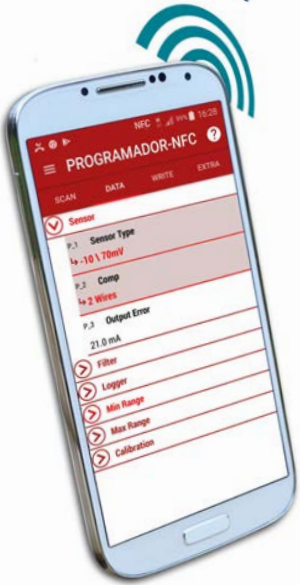 NFC 99% 16:28
PROGRAMADOR-NFC ?
SCAN DATA WRITE EXTRA
Sensor
P_1 Sensor Type
-10 \ 70mV
P_2 Comp
2 Wires
P_3 Output Error
21.0 mA
Filter
Logger
Min Range
Max Range
Calibration